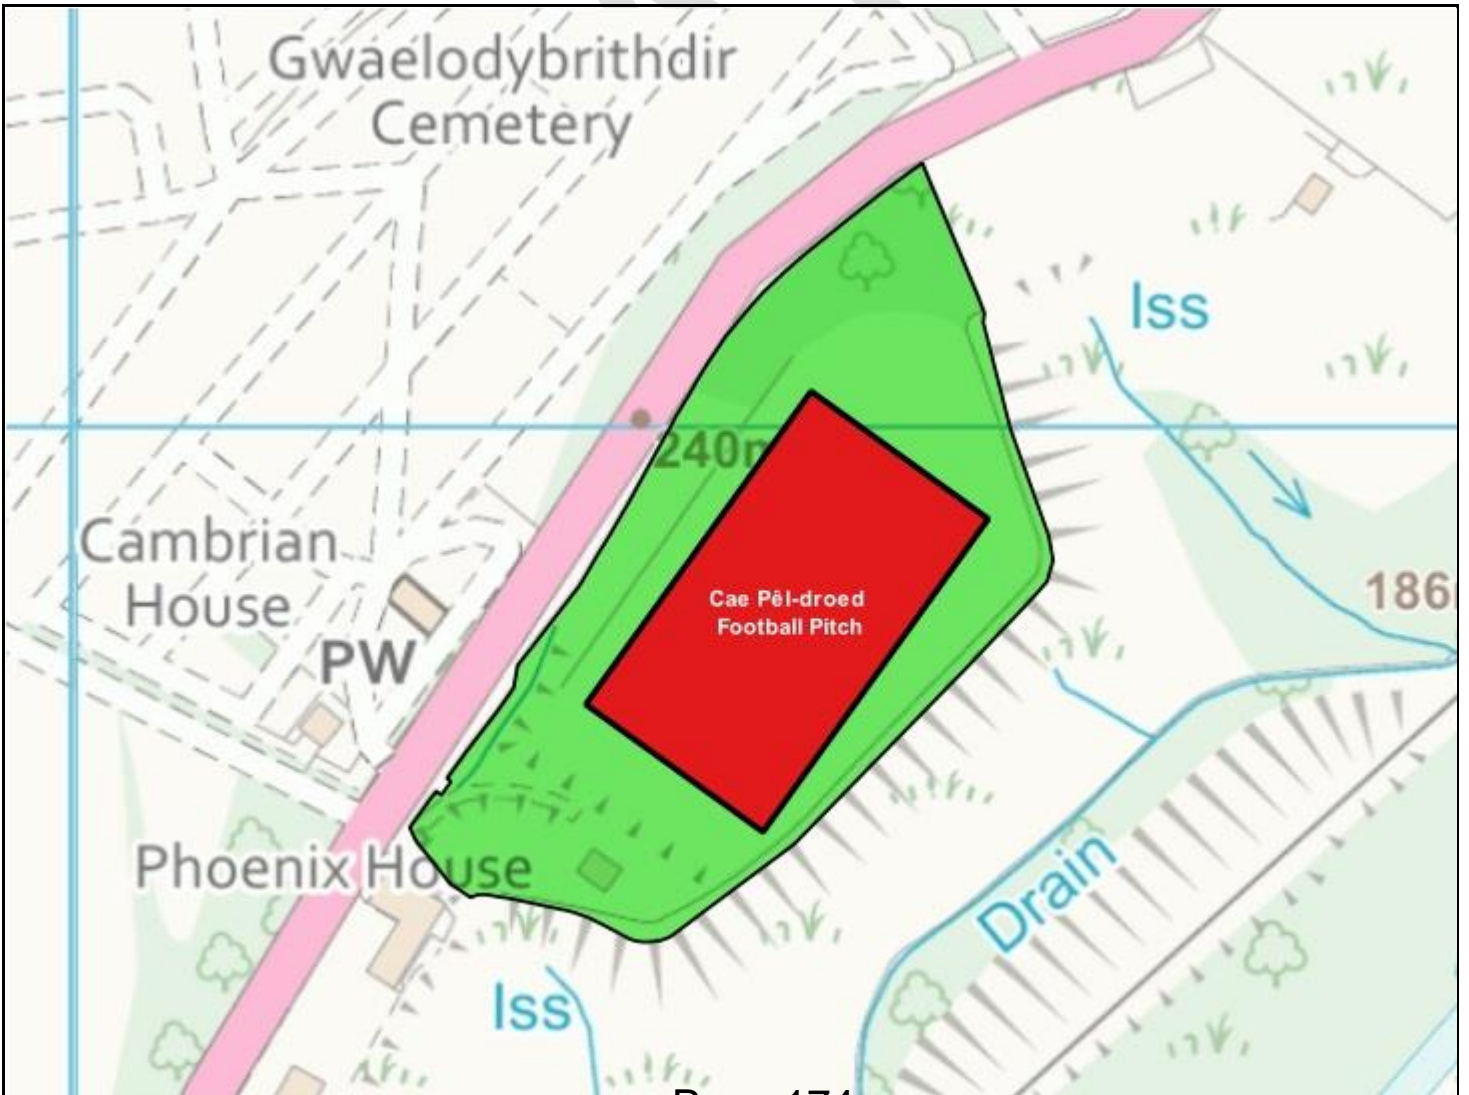 Gwaelodybrithdir
Cemetery
Iss
240m
Cambrian
House
PW
Cae Pêl-droed
Football Pitch
186
Phoenix House
Drain
Iss